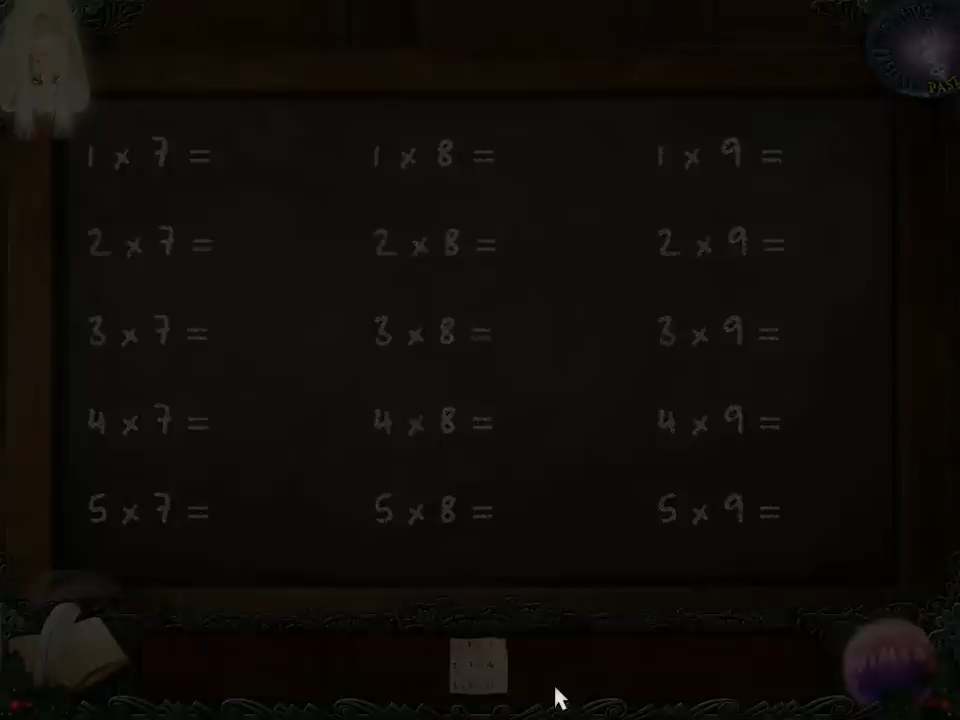 1 x 7 = 1 x 8 = 1 x 9 =
2 x 7 = 2 x 8 = 2 x 9 =
3 x 7 = 3 x 8 = 3 x 9 =
4 x 7 = 4 x 8 = 4 x 9 =
5 x 7 = 5 x 8 = 5 x 9 =
PAST